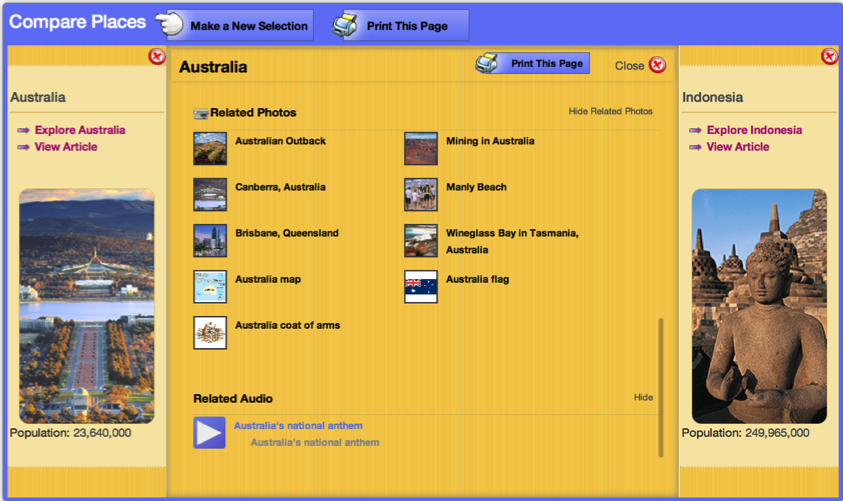 Compare Places
Make a New Selection
Print This Page
Australia
Explore Australia
View Article
Population: 23,640,000
Australia
Print This Page
Close
Related Photos
Hide Related Photos
Australian Outback
Mining in Australia
Canberra, Australia
Manly Beach
Brisbane, Queensland
Wineglass Bay in Tasmania,
Australia
Australia map
Australia flag
Australia coat of arms
Related Audio
Hide
Australia's national anthem
Australia's national anthem
Indonesia
Explore Indonesia
View Article
Population: 249,965,000